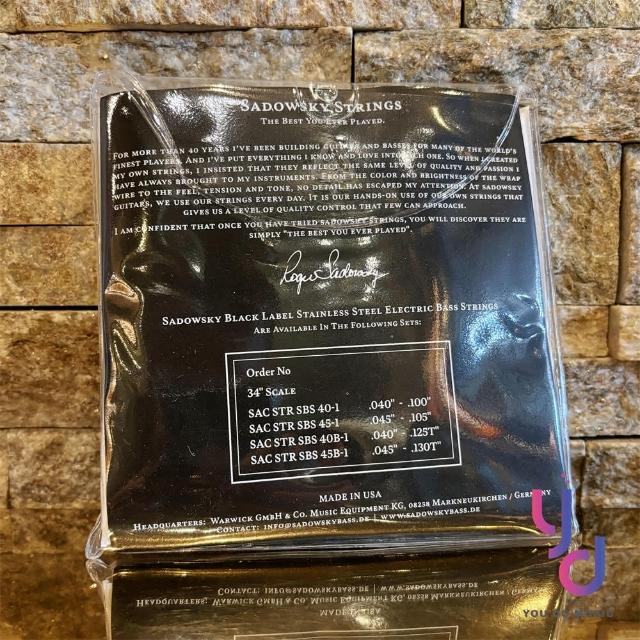 SADOWSKY STRINGS
THE BEST YOU EVER PLAYED.
FOR MORE THAN 40 YEARS I'VE BEEN BUILDING GUITARS AND BASSES FOR MANY OF THE WORLD'S
FINEST PLAYERS. AND I'VE PUT EVERYTHING I KNOW AND LOVE INTO EACH ONE. SO WHEN I CREATED
MY OWN STRINGS, I INSISTED THAT THEY REFLECT THE SAME LEVEL OF QUALITY AND PASSION I
HAVE ALWAYS BROUGHT TO MY INSTRUMENTS. FROM THE COLOR AND BRIGHTNESS OF THE WRAP
WIRE TO THE FEEL, TENSION AND TONE, NO DETAIL HAS ESCAPED MY ATTENTION. AT SADOWSKY
GUITARS, WE USE OUR STRINGS EVERY DAY. IT IS OUR HANDS-ON USE OF OUR OWN STRINGS THAT
GIVES US A LEVEL OF QUALITY CONTROL THAT FEW CAN APPROACH.
I AM CONFIDENT THAT ONCE YOU HAVE TRIED SADOWSKY STRINGS, YOU WILL DISCOVER THEY ARE
SIMPLY "THE BEST YOU EVER PLAYED".
Roger Sadowsky
SADOWSKY BLACK LABEL STAINLESS STEEL ELECTRIC BASS STRINGS
ARE AVAILABLE IN THE FOLLOWING SETS:
Order No
34" SCALE
SAC STR SBS 40-1 .040" - .100"
SAC STR SBS 45-1 .045" - .105"
SAC STR SBS 40B-1 .040" - .125T"
SAC STR SBS 45B-1 .045" - .130T"
MADE IN USA
HEADQUARTERS: WARWICK GMBH & CO. MUSIC EQUIPMENT KG, 08258 MARKNEUKIRCHEN / GERMANY
CONTACT: INFO@SADOWSKYBASS.DE | WWW.SADOWSKYBASS.DE